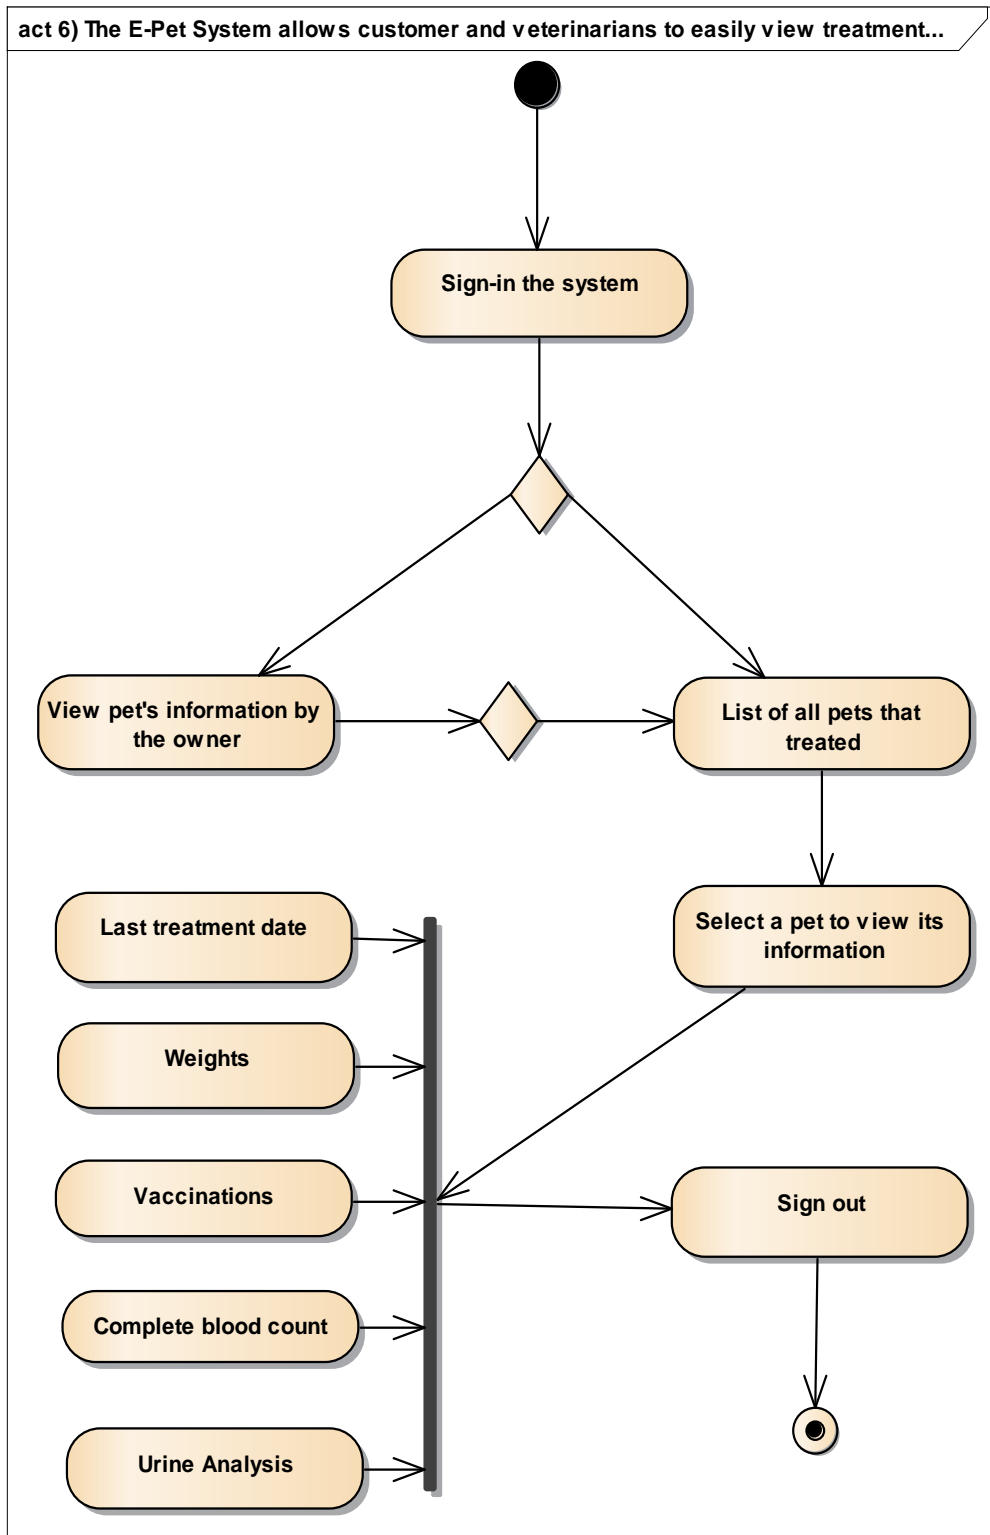 act 6) The E-Pet System allows customer and veterinarians to easily view treatment...
Sign-in the system
View pet's information by
the owner
List of all pets that
treated
Last treatment date
Select a pet to view its
information
Weights
Vaccinations
Sign out
Complete blood count
Urine Analysis